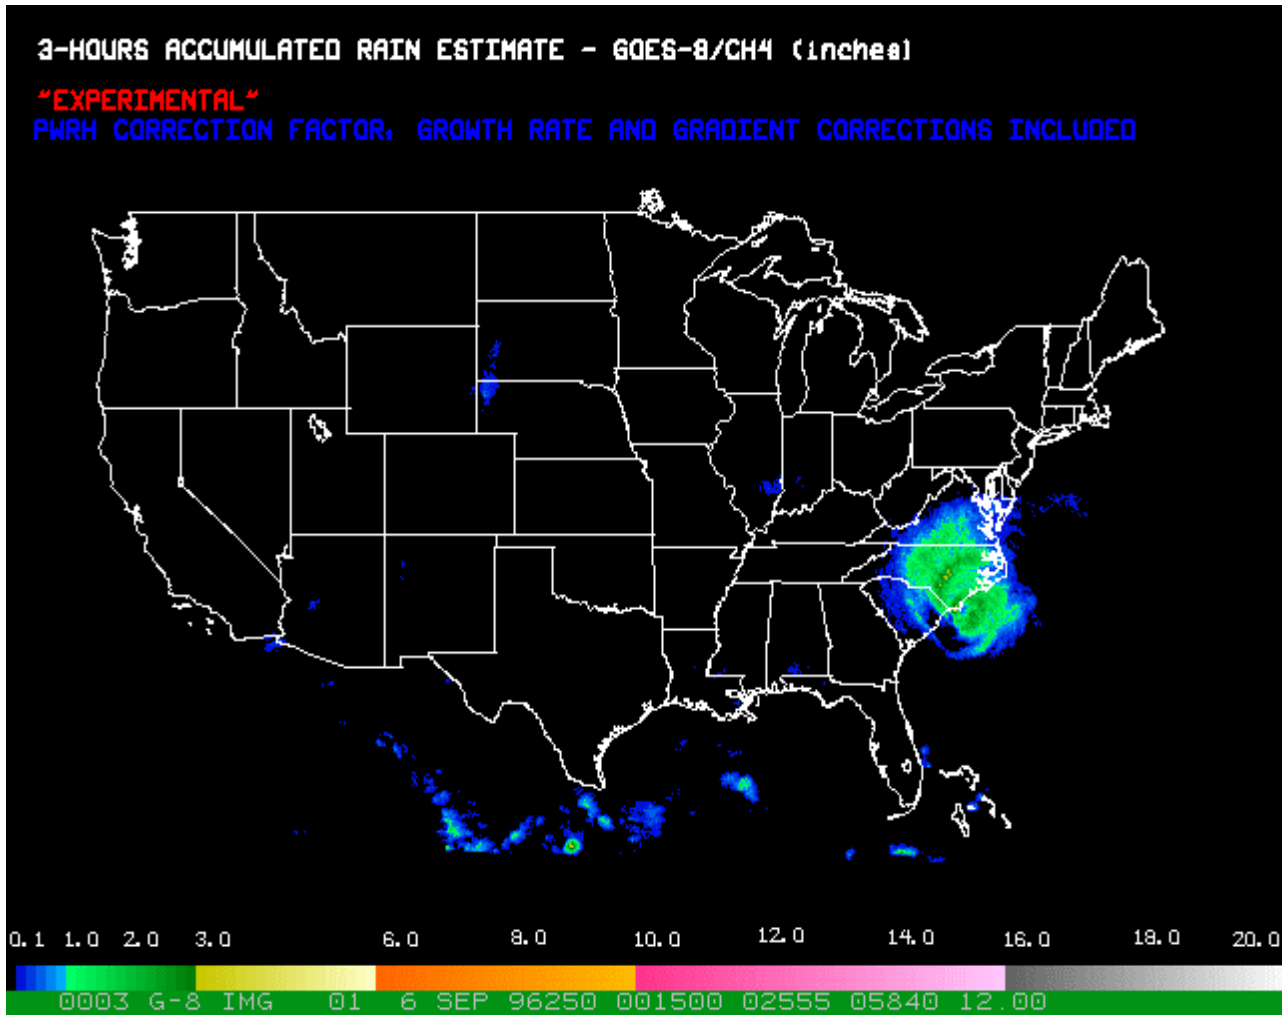 3-HOURS ACCUMULATED RAIN ESTIMATE - GOES-8/CH4 (inches)
"EXPERIMENTAL"
PWRH CORRECTION FACTOR; GROWTH RATE AND GRADIENT CORRECTIONS INCLUDED
0.1 1.0 2.0 3.0 6.0 8.0 10.0 12.0 14.0 16.0 18.0 20.0
0003 G-8 IMG 01 6 SEP 96250 001500 02555 05840 12.00